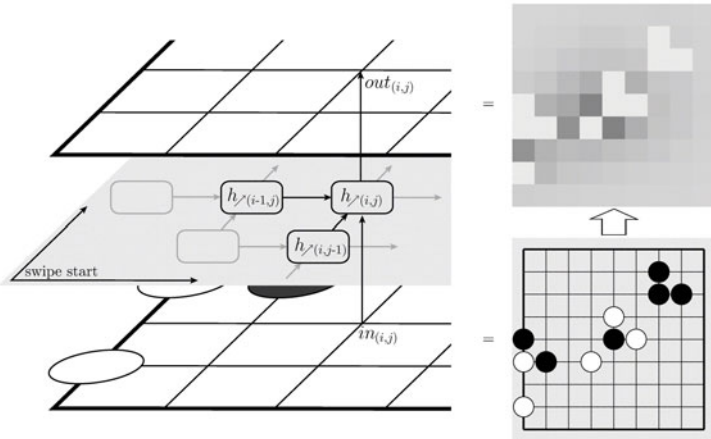 out(i,j)
=
h↗(i-1,j)
h↗(i,j)
h↗(i,j-1)
swipe start
in(i,j)
=